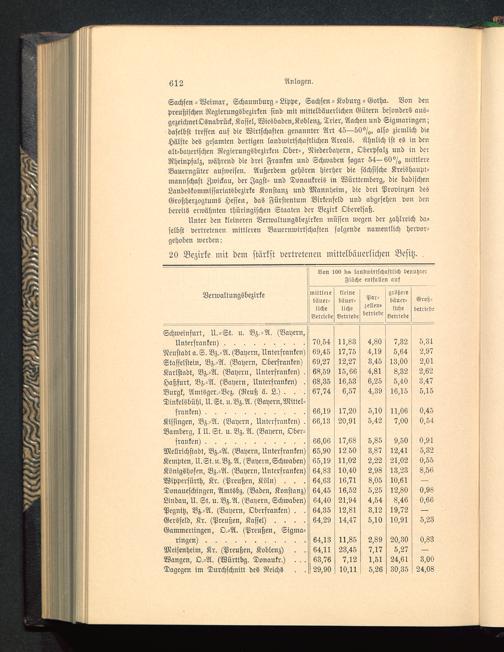 612 Anlagen.
Sachsen-Weimar, Schaumburg-Lippe, Sachsen-Koburg-Gotha. Von den
preußischen Regierungsbezirken sind mit mittelbäuerlichen Gütern besonders aus-
gezeichnet Osnabrück, Kassel, Wiesbaden, Koblenz, Trier, Aachen und Sigmaringen;
daselbst treffen auf die Wirtschaften genannter Art 45—50%, also ziemlich die
Hälfte des gesamten dortigen landwirtschaftlichen Areals. Ähnlich ist es in den
alt-bayerischen Regierungsbezirken Ober-, Niederbayern, Oberpfalz und in der
Rheinpfalz, während die drei Franken und Schwaben sogar 54—60% mittlere
Bauerngüter aufweisen. Außerdem gehören hierher die sächsische Kreishaupt-
mannschaft Zwickau, der Jagst- und Donaukreis in Württemberg, die badischen
Landeskommissariatsbezirke Konstanz und Mannheim, die drei Provinzen des
Großherzogtums Hessen, das Fürstentum Birkenfeld und abgesehen von den
bereits erwähnten thüringischen Staaten der Bezirk Oberelsaß.
Unter den kleineren Verwaltungsbezirken müssen wegen der zahlreich da-
selbst vertretenen mittleren Bauernwirtschaften folgende namentlich hervor-
gehoben werden:
20 Bezirke mit dem stärkst vertretenen mittelbäuerlichen Besitz.
Verwaltungsbezirke
Von 100 ha landwirtschaftlich benutzter
Fläche entfallen auf
mittlere bäuer-liche Betriebe
kleine bäuer-liche Betriebe
Par-zellen-betriebe
größere bäuer-liche Betriebe
Groß-betriebe
Schweinfurt, U.-St. u. Bz.-A. (Bayern,
Unterfranken) . . . 70,54 11,83 4,80 7,32 5,31
Neustadt a. S. Bz.-A. (Bayern, Unterfranken) 69,45 17,75 4,19 5,64 2,97
Staffelstein, Bz.-A. (Bayern, Oberfranken) 69,27 12,27 3,45 13,00 2,01
Karlstadt, Bz.-A. (Bayern, Unterfranken) . 68,59 15,66 4,81 8,32 2,62
Haßfurt, Bz.-A. (Bayern, Unterfranken) . 68,35 16,53 6,25 5,40 3,47
Burgk, Amtsger.-Bez. (Reuß ä. L.) . . . 67,74 6,57 4,39 16,15 5,15
Dinkelsbühl, U. St. u. Bz. A. (Bayern, Mittel-
franken) . . . 66,19 17,20 5,10 11,06 0,45
Kissingen, Bz.-A. (Bayern, Unterfranken) . 66,13 20,91 5,42 7,00 0,54
Bamberg, I U. St. u. Bz. A. (Bayern, Ober-
franken) . . . 66,06 17,68 5,85 9,50 0,91
Mellrichstadt, Bz.-A. (Bayern, Unterfranken) 65,90 12,50 3,87 12,41 5,32
Kempten, U. St. u. Bz. A. (Bayern, Schwaben) 65,19 11,02 2,22 21,02 0,55
Königshofen, Bz.-A. (Bayern, Unterfranken) 64,83 10,40 2,98 13,23 8,56
Wipperfürth, Kr. (Preußen, Köln) . . . 64,63 16,71 8,05 10,61 —
Donaueschingen, Amtsbz. (Baden, Konstanz) 64,45 16,52 5,25 12,80 0,98
Lindau, U. St. u. Bz. A. (Bayern, Schwaben) 64,40 21,94 4,54 8,46 0,66
Pegnitz, Bz.-A. (Bayern, Oberfranken) . . 64,35 12,81 3,12 19,72 —
Gersfeld, Kr. (Preußen, Kassel) . . . 64,29 14,47 5,10 10,91 5,23
Gammertingen, O.-A. (Preußen, Sigma-
ringen) . . . 64,13 11,85 2,89 20,30 0,83
Meisenheim, Kr. (Preußen, Koblenz) . . 64,11 23,45 7,17 5,27 —
Wangen, O.-A. (Württbg. Donaukr.) . . . 63,76 7,12 1,51 24,61 3,00
Dagegen im Durchschnitt des Reichs . . 29,90 10,11 5,26 30,35 24,08